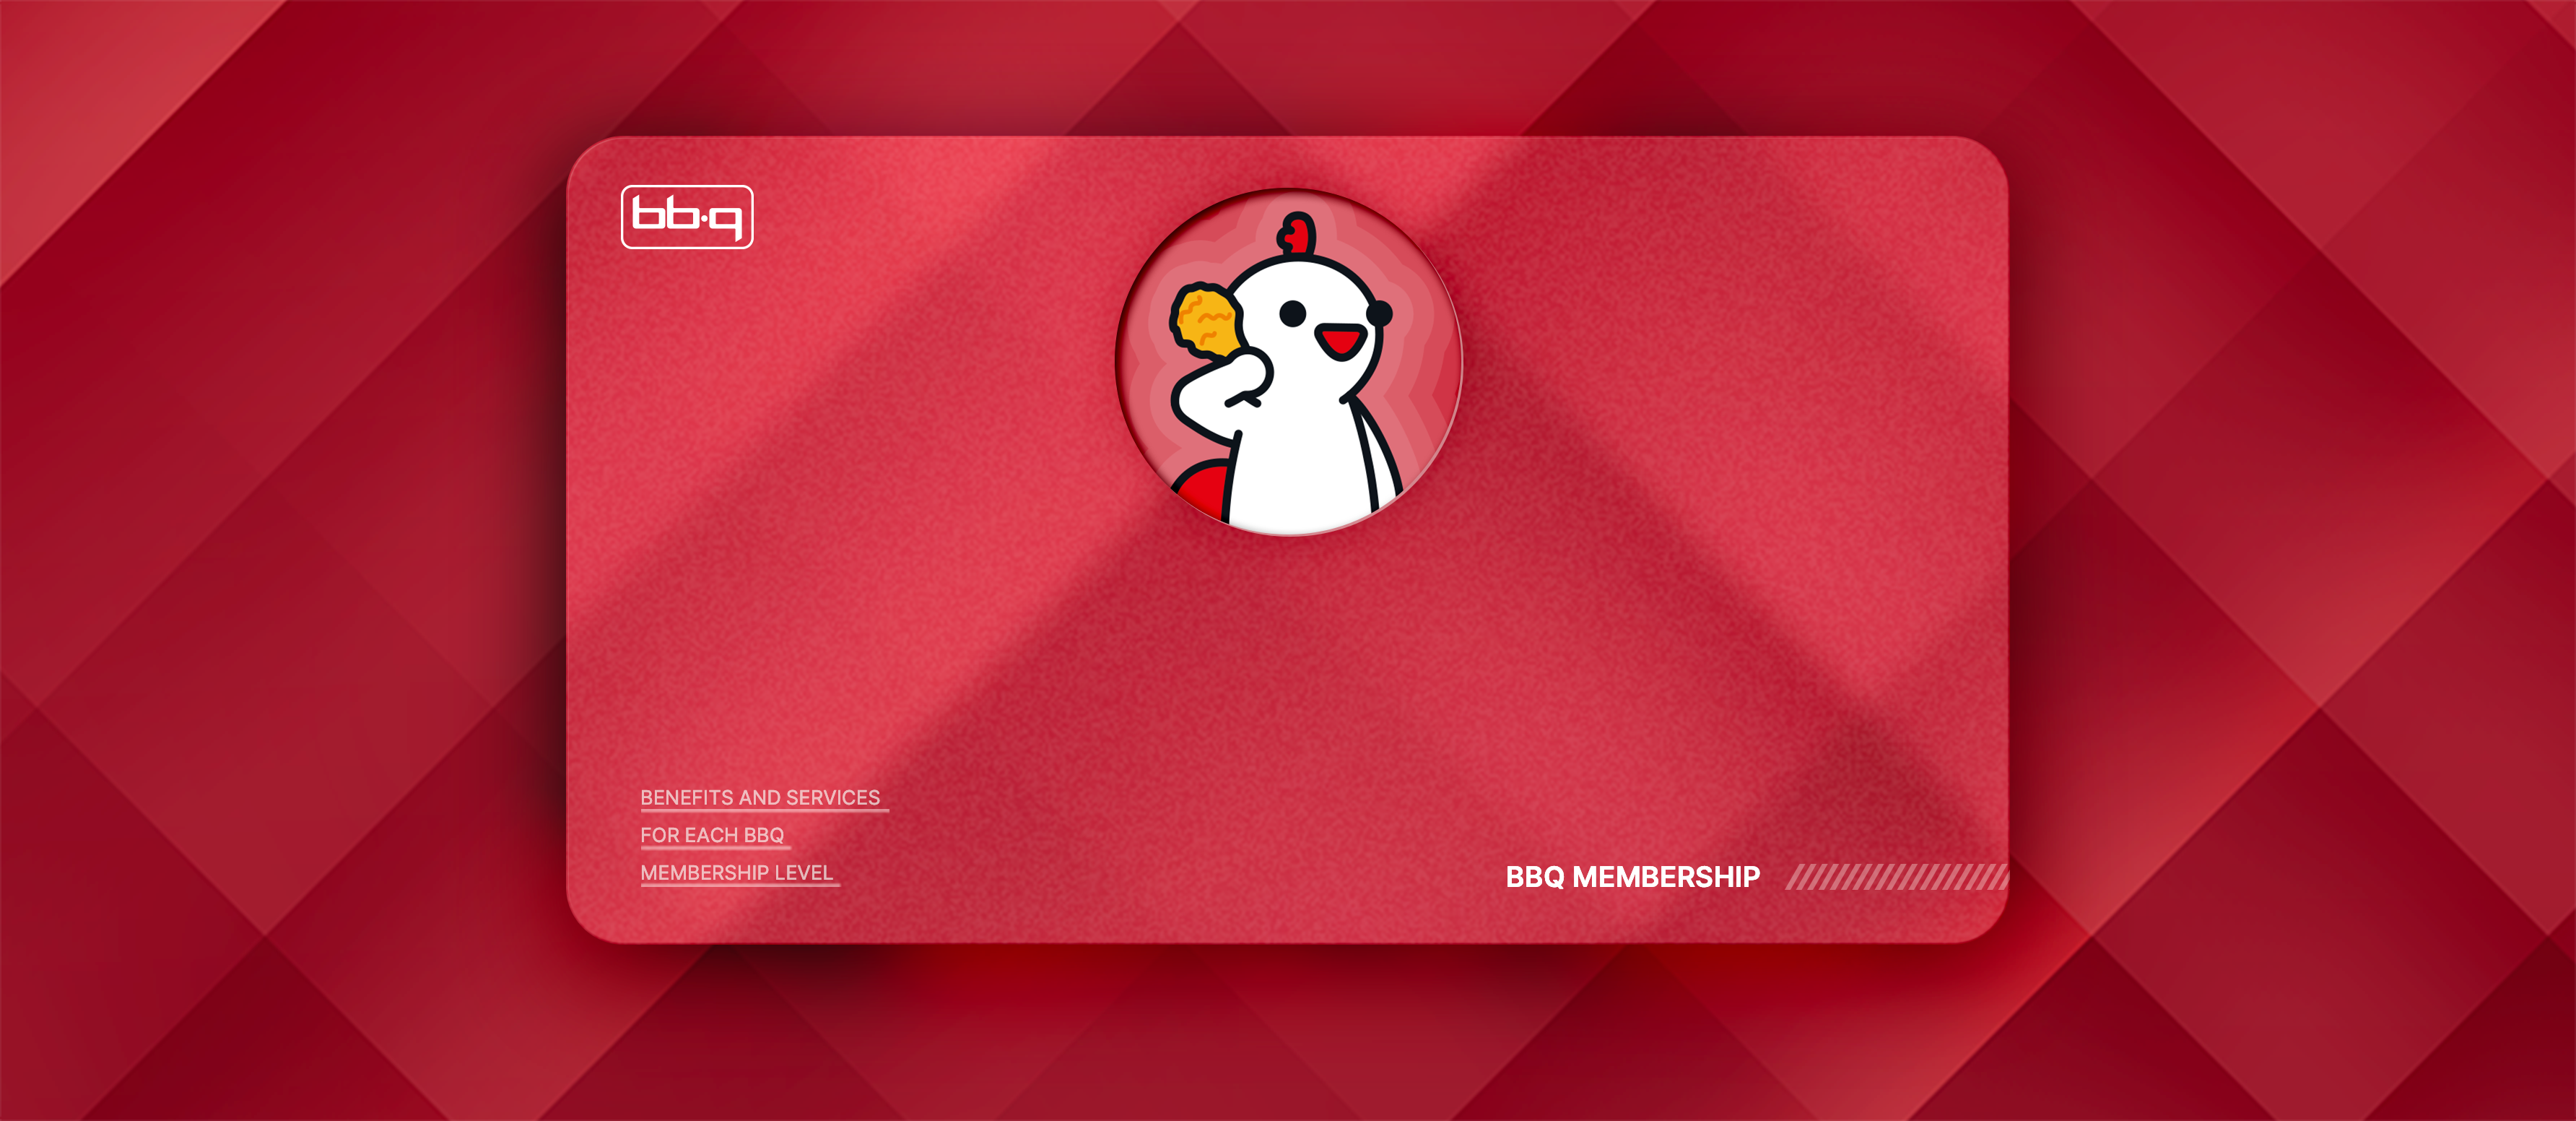 bb.q
BENEFITS AND SERVICES
FOR EACH BBQ
MEMBERSHIP LEVEL
BBQ MEMBERSHIP